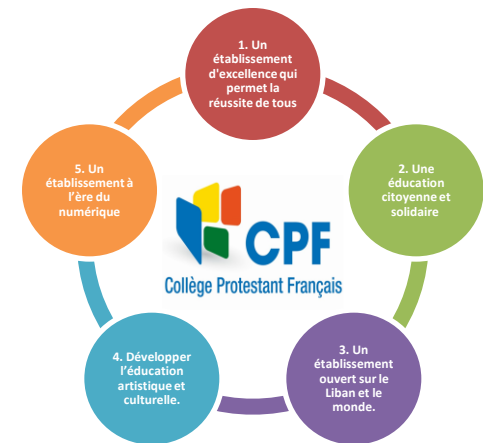 1. Un
établissement
d'excellence qui
permet la
réussite de tous
2. Une
éducation
citoyenne et
solidaire
3. Un
établissement
ouvert sur le
Liban et le
monde.
4. Développer
l'éducation
artistique et
culturelle.
5. Un
établissement à
l'ère du
numérique
CPF
Collège Protestant Français